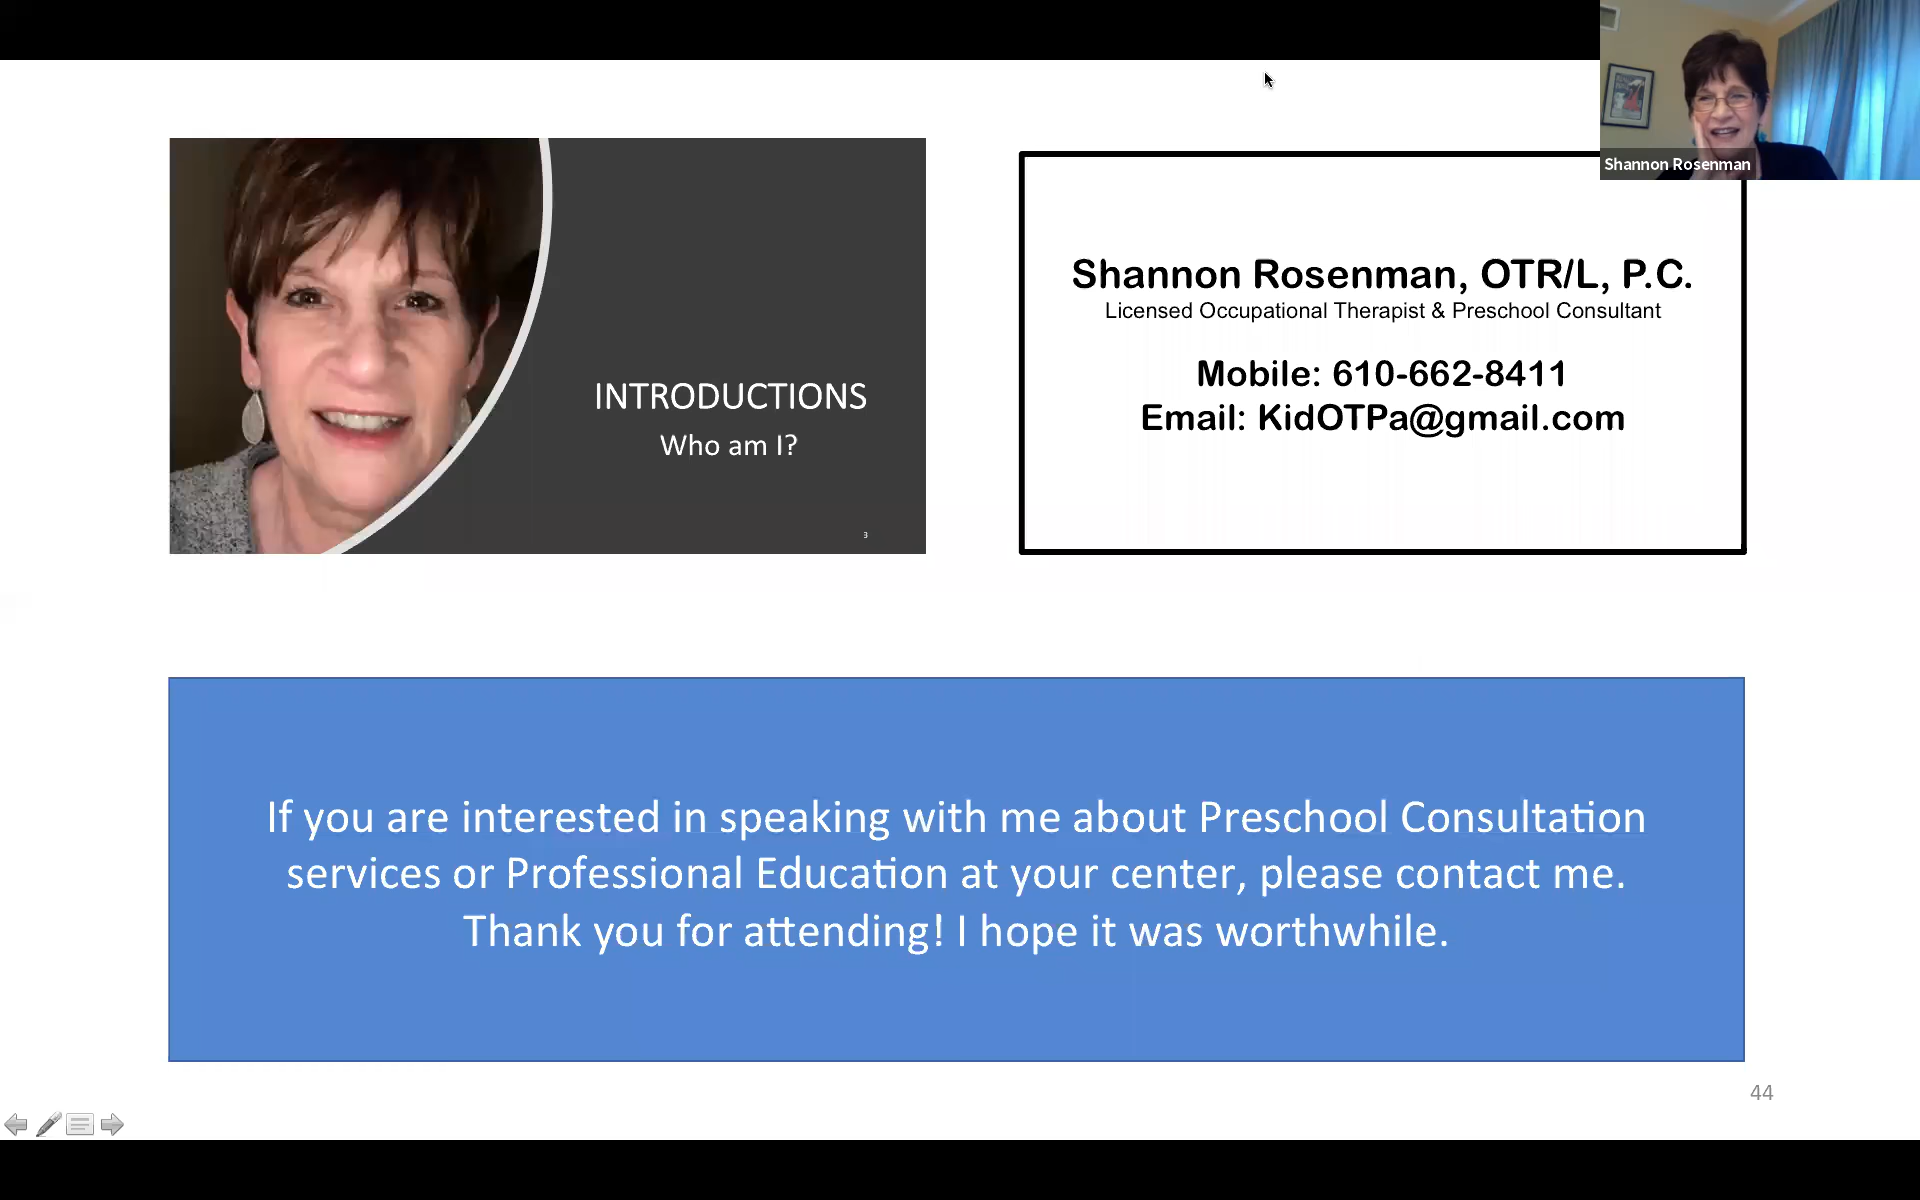 Shannon Rosenman
INTRODUCTIONS
Who am I?
3
Shannon Rosenman, OTR/L, P.C.
Licensed Occupational Therapist & Preschool Consultant
Mobile: 610-662-8411
Email: KidOTPa@gmail.com
If you are interested in speaking with me about Preschool Consultation
services or Professional Education at your center, please contact me.
Thank you for attending! I hope it was worthwhile.
44